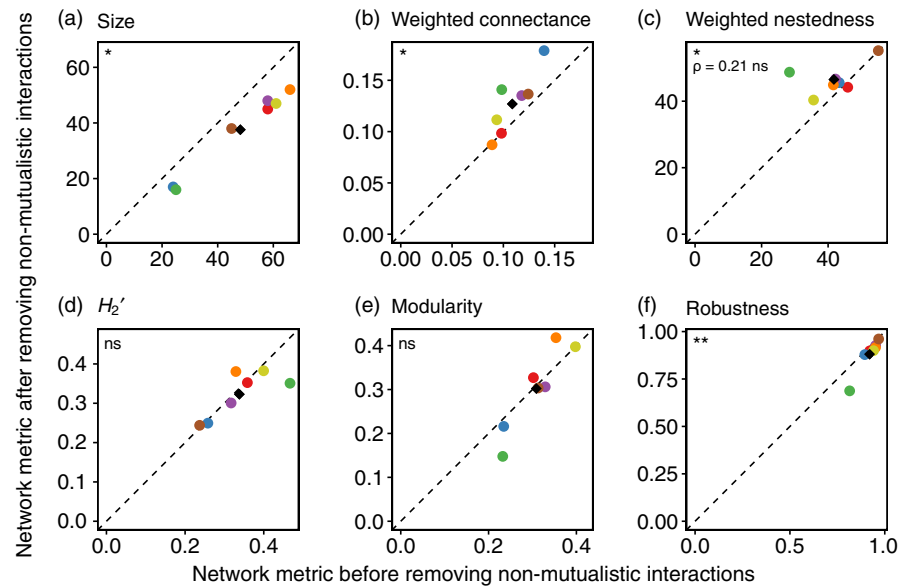 Network metric after removing non-mutualistic interactions
(a) Size
*
60
40
20
0
0 20 40 60
(b) Weighted connectance
*
0.15
0.10
0.05
0.00
0.00 0.05 0.10 0.15
(c) Weighted nestedness
*
ρ = 0.21 ns
40
20
0
0 20 40
(d) H2′
ns
0.4
0.3
0.2
0.1
0.0
0.0 0.2 0.4
(e) Modularity
ns
0.4
0.3
0.2
0.1
0.0
0.0 0.2 0.4
(f) Robustness
**
1.00
0.75
0.50
0.25
0.00
0.0 0.5 1.0
Network metric before removing non-mutualistic interactions